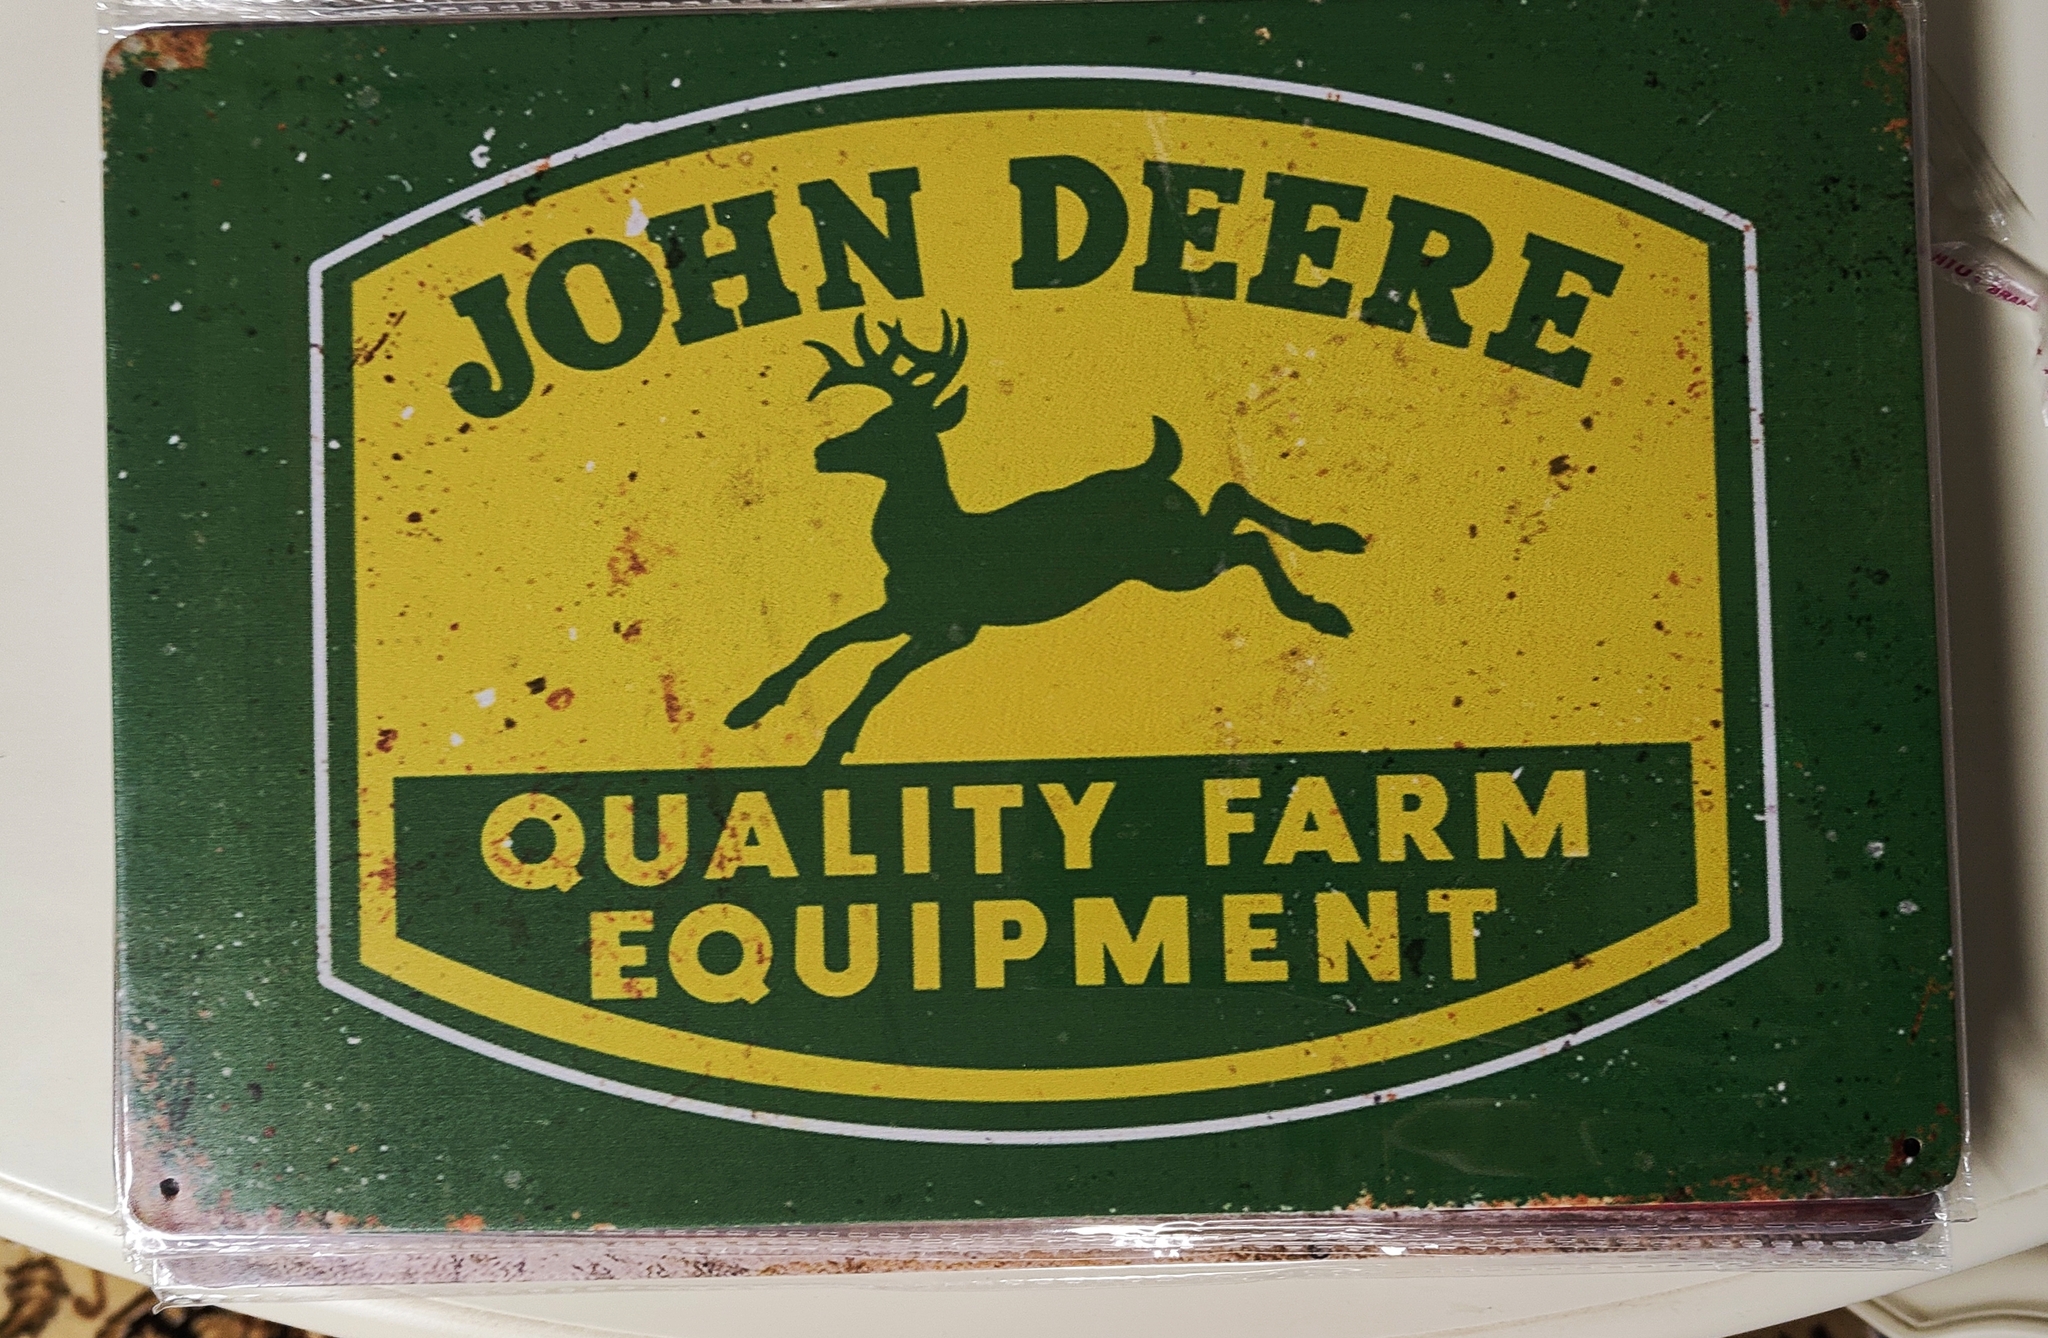 JOHN DEERE
QUALITY FARM
EQUIPMENT